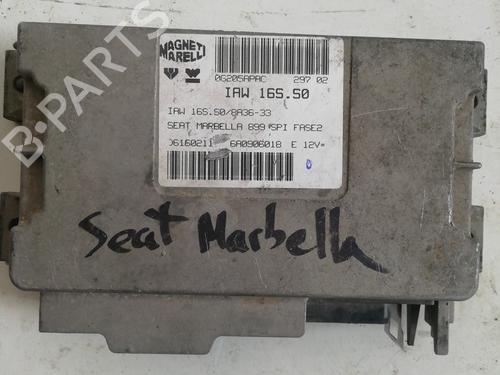 B-PARTS
MAGNETI
MARELLI
0G205APAC 297 02
IAW 16S.50
IAW 16S.50/8A36-33
SEAT MARBELLA 899 SPI FASE2
06160211 6A0906018 E 12V=
Seat Marbella